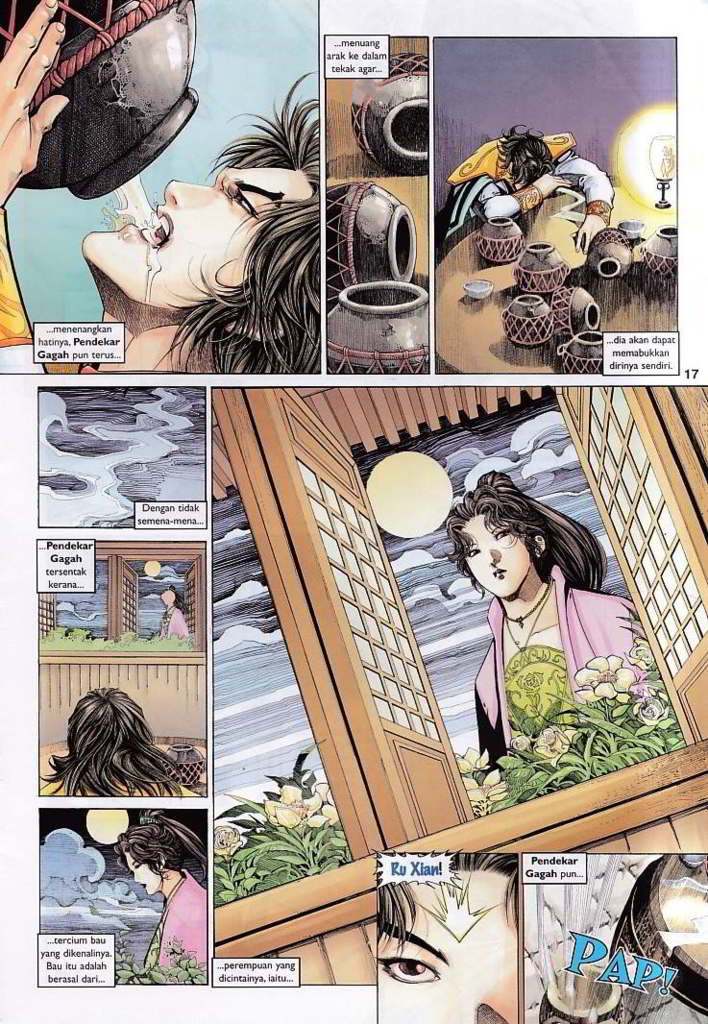 ...menenangkan
hatinya, Pendekar
Gagah pun terus...
...menuang
arak ke dalam
tekak agar...
...dia akan dapat
memabukkan
dirinya sendiri.
17
Dengan tidak
semena-mena...
...Pendekar
Gagah
tersentak
kerana...
...tercium bau
yang dikenalinya.
Bau itu adalah
berasal dari...
...perempuan yang
dicintainya, iaitu...
Ru Xian!
Pendekar
Gagah pun...
PAP!